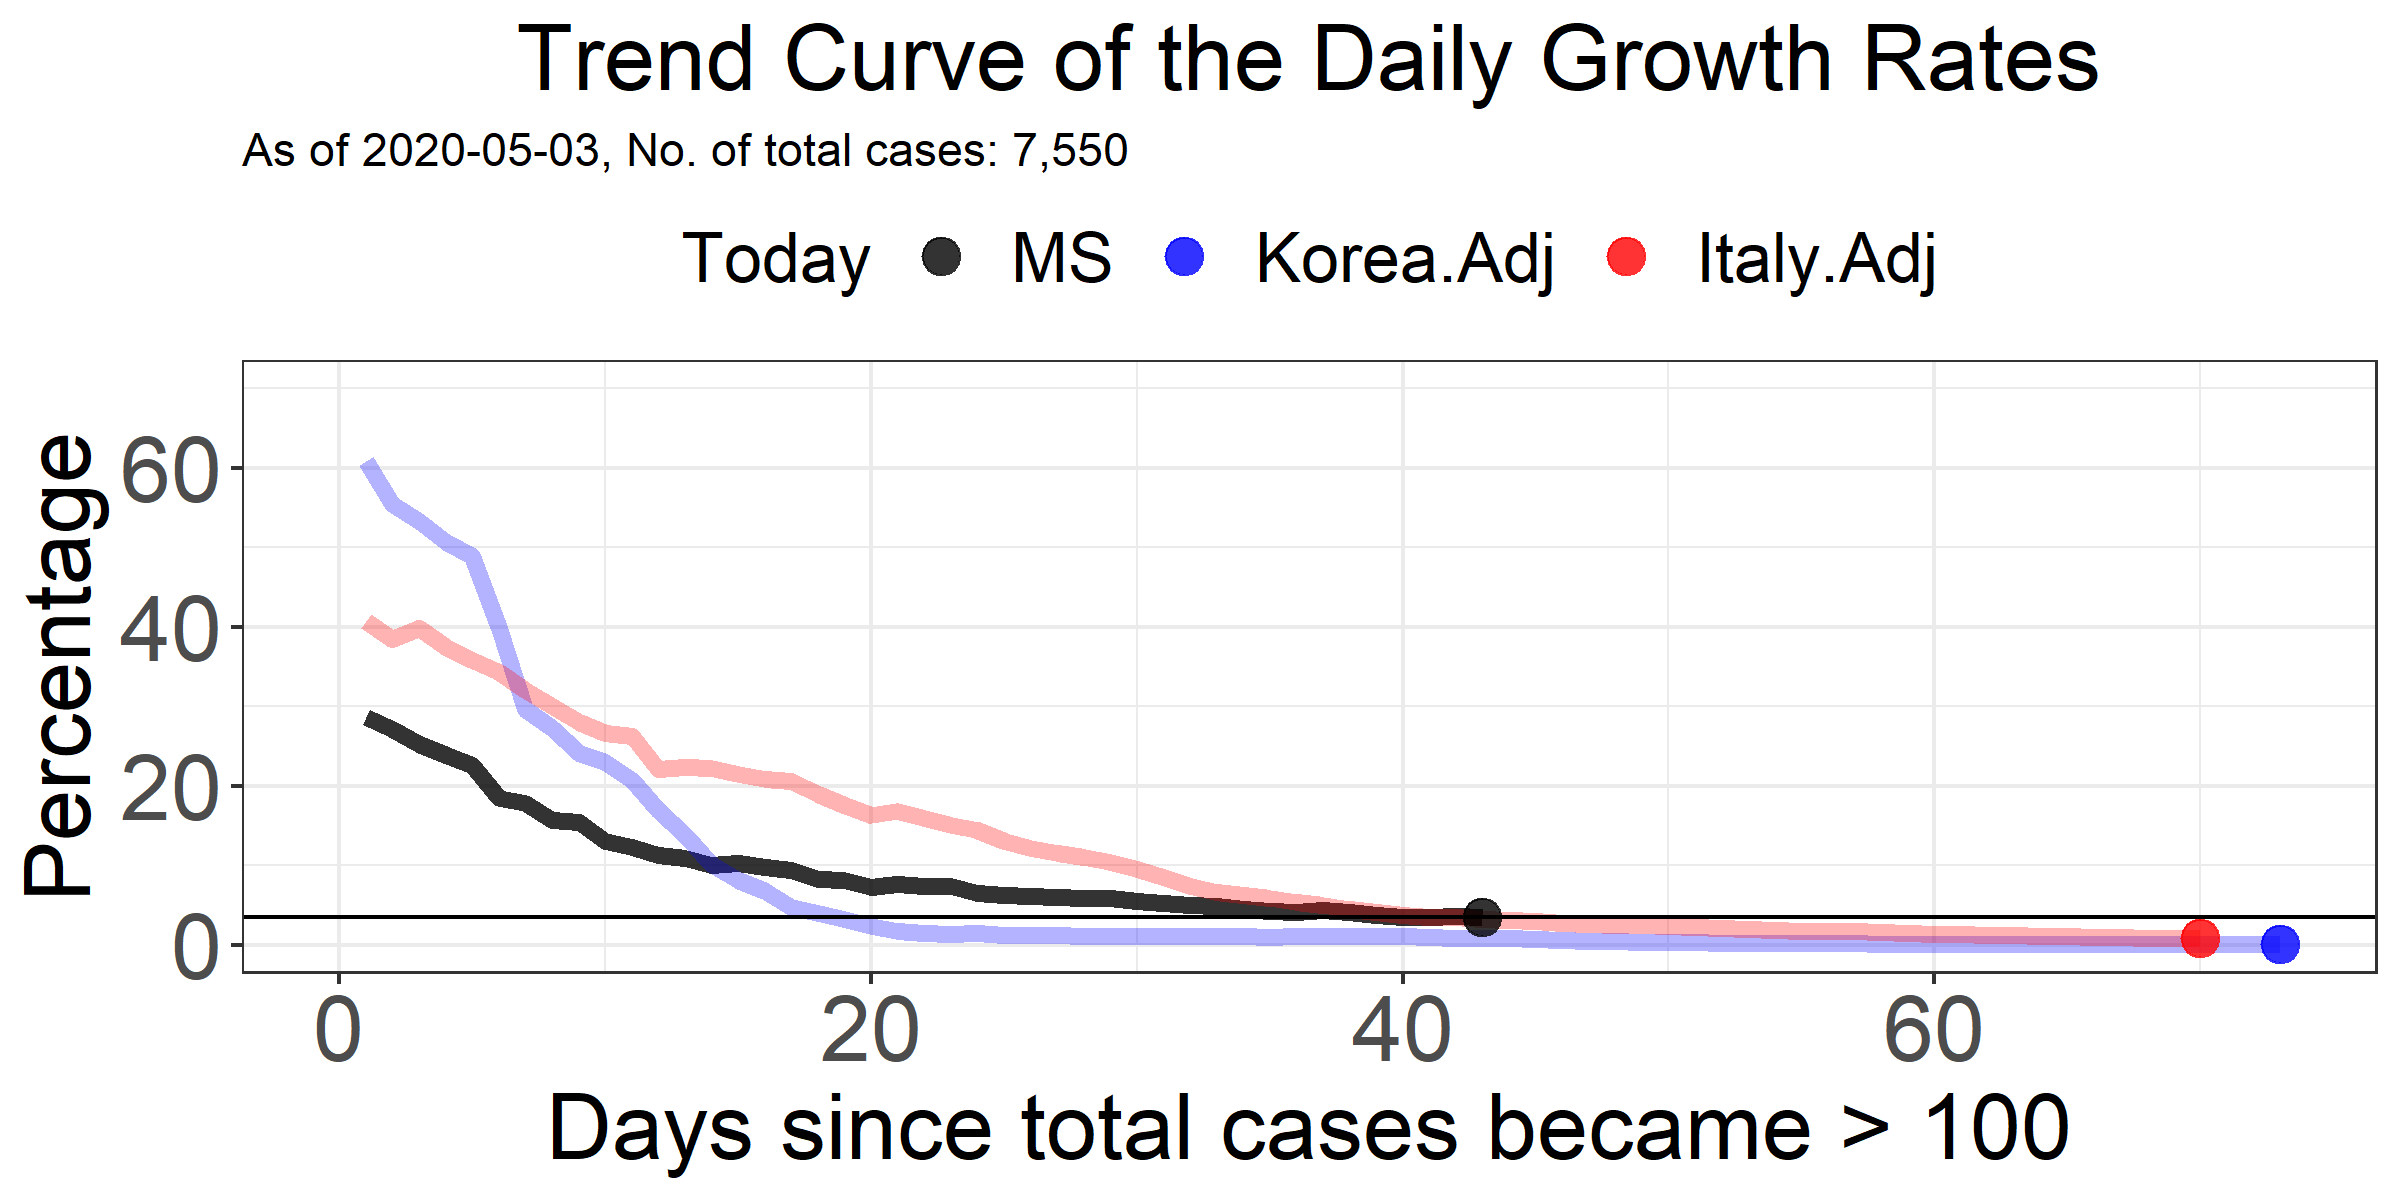 Trend Curve of the Daily Growth Rates
As of 2020-05-03, No. of total cases: 7,550
Today MS Korea.Adj Italy.Adj
Percentage
60
40
20
0
0 20 40 60
Days since total cases became > 100